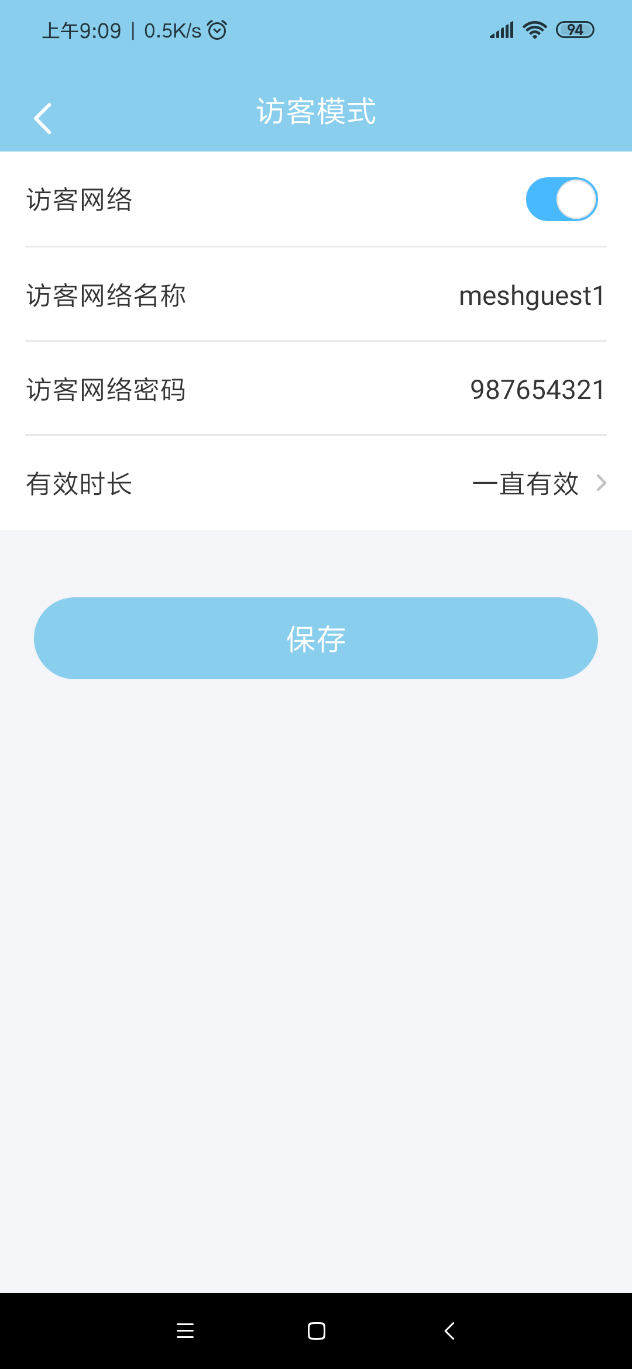 上午9:09 | 0.5K/s
94
访客模式
访客网络
访客网络名称 meshguest1
访客网络密码 987654321
有效时长 一直有效
保存